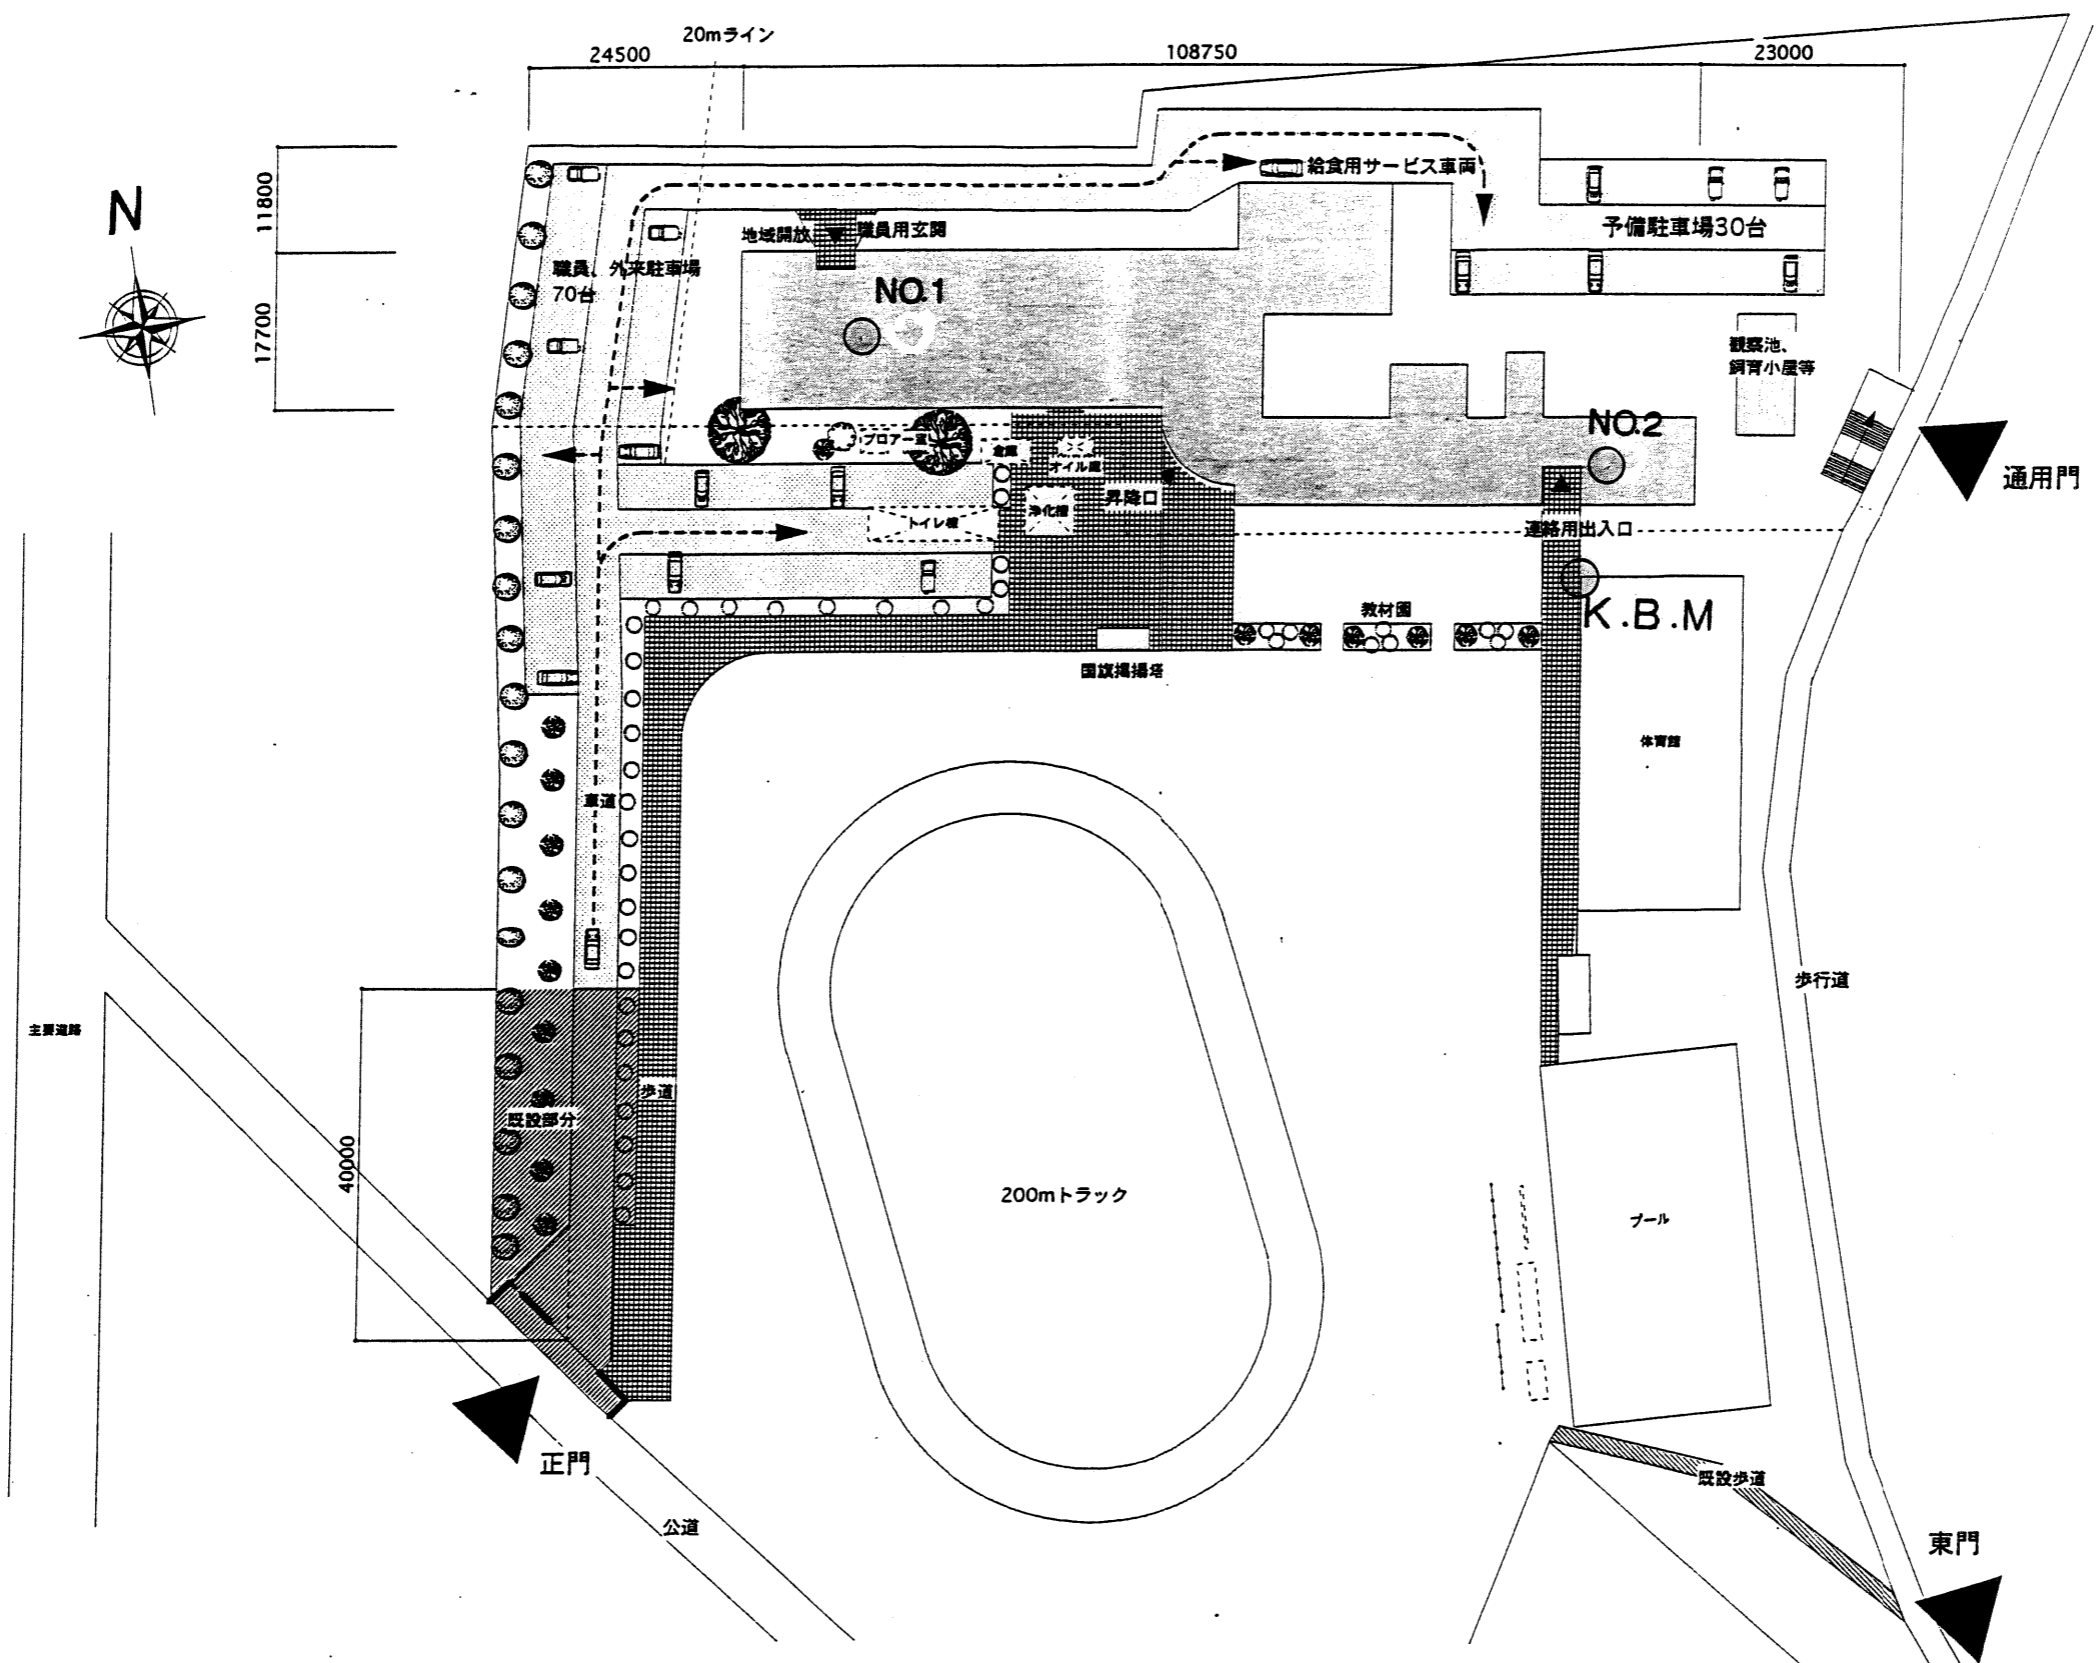 20mライン
24500
108750
23000
N
11800
17700
給食用サービス車両
予備駐車場30台
地域開放
職員用玄関
職員、外来駐車場
70台
NO.1
NO.2
観察池、
飼育小屋等
通用門
ブロアー室
倉庫
オイル庫
昇降口
浄化槽
トイレ棟
連絡用出入口
K.B.M
教材園
国旗掲揚塔
体育館
車道
歩行道
主要道路
歩道
既設部分
40000
200mトラック
プール
正門
公道
既設歩道
東門